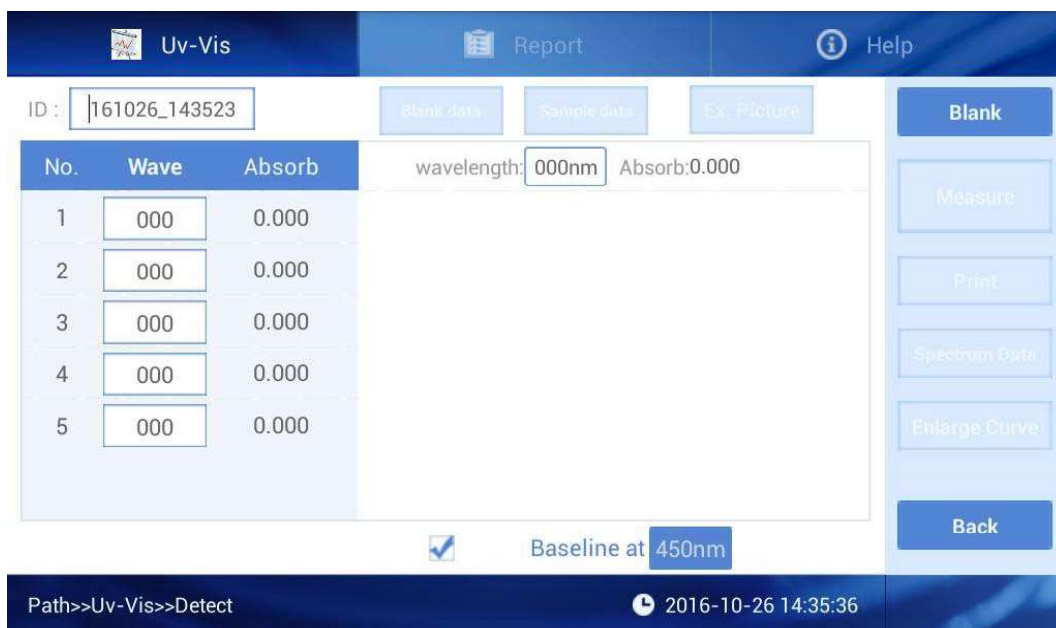 Uv-Vis
Report
Help
ID : 161026_143523
Blank data
Sample data
Ex. Picture
Blank
No. Wave Absorb
wavelength: 000nm Absorb:0.000
Measure
1 000 0.000
2 000 0.000
Print
3 000 0.000
Spectrum Data
4 000 0.000
5 000 0.000
Enlarge Curve
Baseline at 450nm
Back
Path>>Uv-Vis>>Detect
2016-10-26 14:35:36